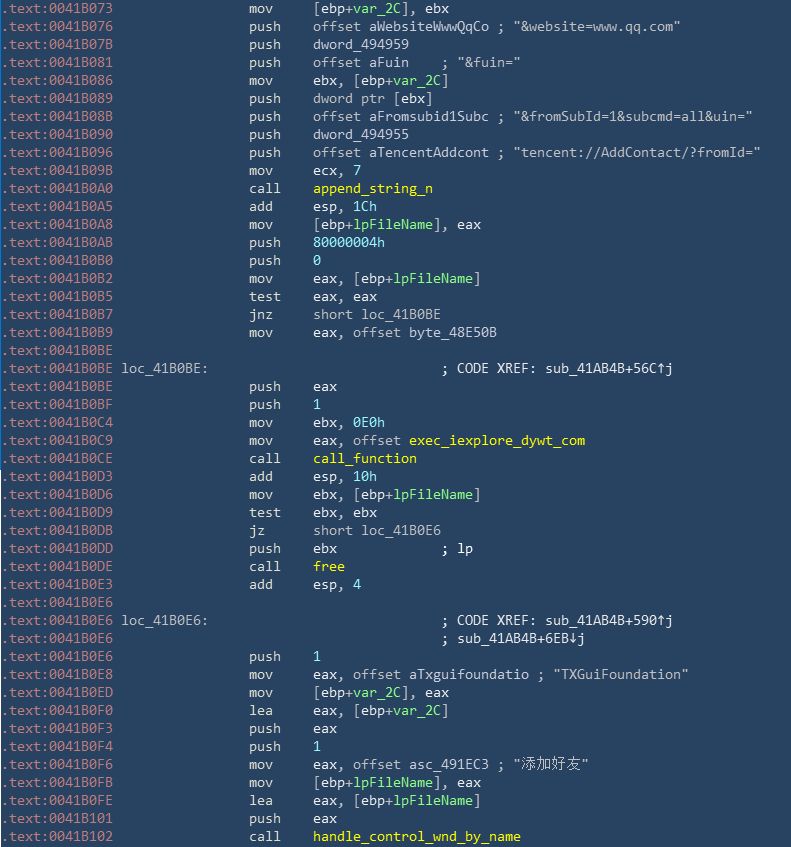 .text:0041B073 mov [ebp+var_2C], ebx
.text:0041B076 push offset aWebsiteWwwQqCo ; "&website=www.qq.com"
.text:0041B07B push dword_494959
.text:0041B081 push offset aFuin ; "&fuin="
.text:0041B086 mov ebx, [ebp+var_2C]
.text:0041B089 push dword ptr [ebx]
.text:0041B08B push offset aFromsubid1Subc ; "&fromSubId=1&subcmd=all&uin="
.text:0041B090 push dword_494955
.text:0041B096 push offset aTencentAddcont ; "tencent://AddContact/?fromId="
.text:0041B09B mov ecx, 7
.text:0041B0A0 call append_string_n
.text:0041B0A5 add esp, 1Ch
.text:0041B0A8 mov [ebp+lpFileName], eax
.text:0041B0AB push 80000004h
.text:0041B0B0 push 0
.text:0041B0B2 mov eax, [ebp+lpFileName]
.text:0041B0B5 test eax, eax
.text:0041B0B7 jnz short loc_41B0BE
.text:0041B0B9 mov eax, offset byte_48E50B
.text:0041B0BE
.text:0041B0BE loc_41B0BE: ; CODE XREF: sub_41AB4B+56C↑j
.text:0041B0BE push eax
.text:0041B0BF push 1
.text:0041B0C4 mov ebx, 0E0h
.text:0041B0C9 mov eax, offset exec_iexplore_dywt_com
.text:0041B0CE call call_function
.text:0041B0D3 add esp, 10h
.text:0041B0D6 mov ebx, [ebp+lpFileName]
.text:0041B0D9 test ebx, ebx
.text:0041B0DB jz short loc_41B0E6
.text:0041B0DD push ebx ; lp
.text:0041B0DE call free
.text:0041B0E3 add esp, 4
.text:0041B0E6
.text:0041B0E6 loc_41B0E6: ; CODE XREF: sub_41AB4B+590↑j
.text:0041B0E6 ; sub_41AB4B+6EB↓j
.text:0041B0E6 push 1
.text:0041B0E8 mov eax, offset aTxguifoundatio ; "TXGuiFoundation"
.text:0041B0ED mov [ebp+var_2C], eax
.text:0041B0F0 lea eax, [ebp+var_2C]
.text:0041B0F3 push eax
.text:0041B0F4 push 1
.text:0041B0F6 mov eax, offset asc_491EC3 ; "添加好友"
.text:0041B0FB mov [ebp+lpFileName], eax
.text:0041B0FE lea eax, [ebp+lpFileName]
.text:0041B101 push eax
.text:0041B102 call handle_control_wnd_by_name